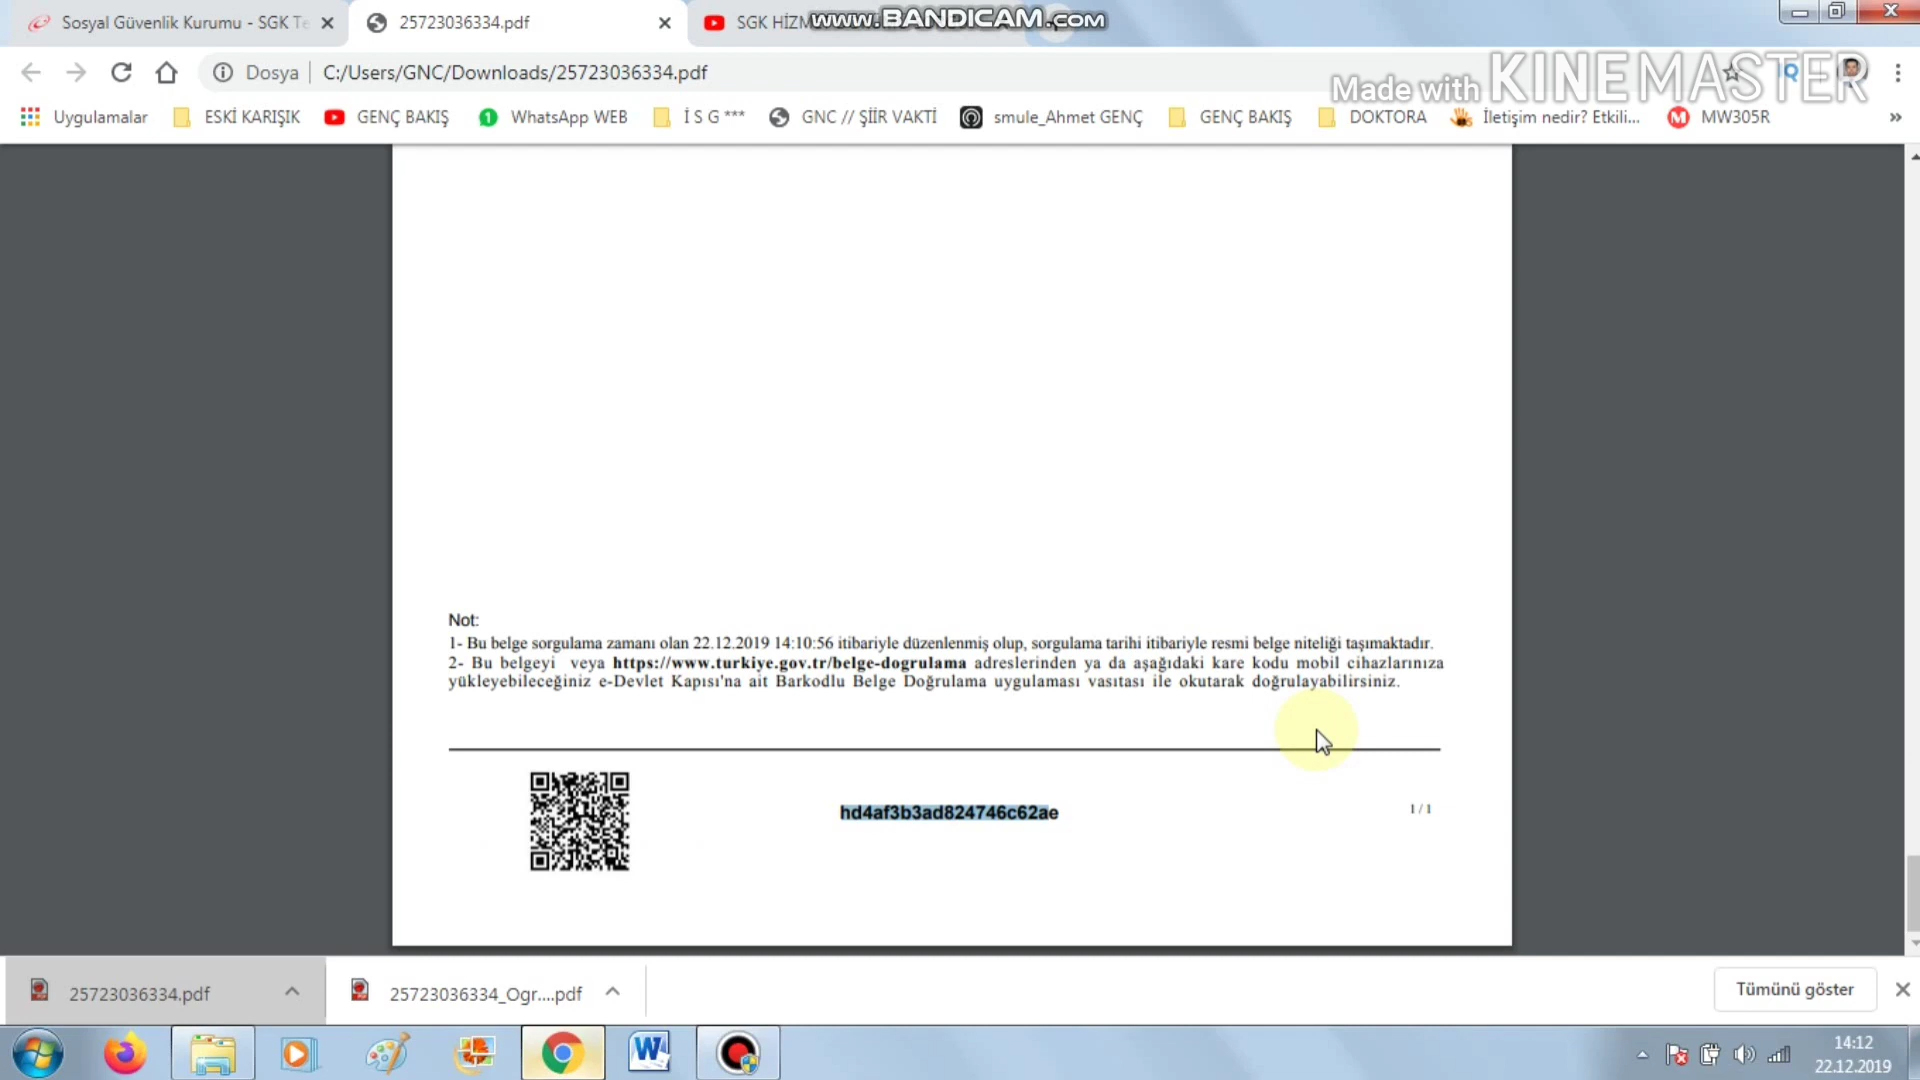 Sosyal Güvenlik Kurumu - SGK Te
25723036334.pdf
SGK HİZM
www.BANDICAM.com
Dosya
C:/Users/GNC/Downloads/25723036334.pdf
Made with KINEMASTER
Uygulamalar
ESKİ KARIŞIK
GENÇ BAKIŞ
WhatsApp WEB
İ S G ***
GNC // ŞİİR VAKTİ
smule_Ahmet GENÇ
GENÇ BAKIŞ
DOKTORA
İletişim nedir? Etkili...
MW305R
Not:
1- Bu belge sorgulama zamanı olan 22.12.2019 14:10:56 itibariyle düzenlenmiş olup, sorgulama tarihi itibariyle resmi belge niteliği taşımaktadır.
2- Bu belgeyi veya https://www.turkiye.gov.tr/belge-dogrulama adreslerinden ya da aşağıdaki kare kodu mobil cihazlarınıza
yükleyebileceğiniz e-Devlet Kapısı'na ait Barkodlu Belge Doğrulama uygulaması vasıtası ile okutarak doğrulayabilirsiniz.
hd4af3b3ad824746c62ae
1 / 1
25723036334.pdf
25723036334_Ogr....pdf
Tümünü göster
14:12
22.12.2019